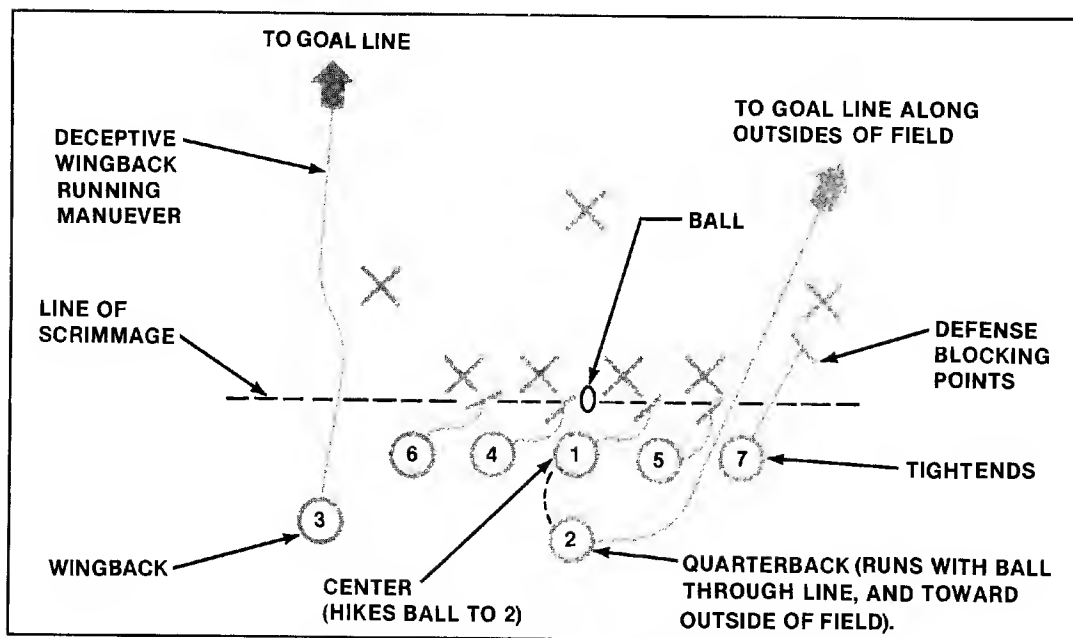 TO GOAL LINE
DECEPTIVE
WINGBACK
RUNNING
MANUEVER
TO GOAL LINE ALONG
OUTSIDES OF FIELD
BALL
LINE OF
SCRIMMAGE
DEFENSE
BLOCKING
POINTS
6
4
1
5
7
TIGHTENDS
3
2
WINGBACK
CENTER
(HIKES BALL TO 2)
QUARTERBACK (RUNS WITH BALL
THROUGH LINE, AND TOWARD
OUTSIDE OF FIELD).